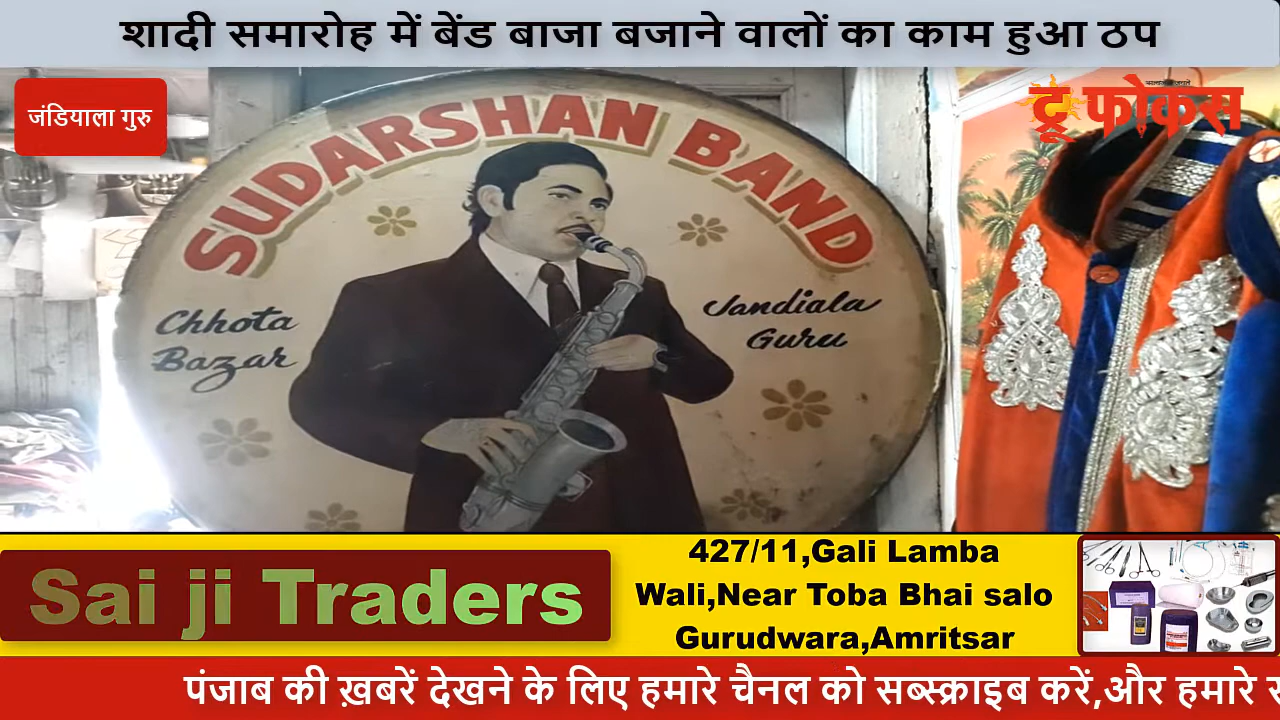 शादी समारोह में बेंड बाजा बजाने वालों का काम हुआ ठप
जंडियाला गुरु
ट्रू फोकस
SUDARSHAN BAND
Chhota
Bazar
Jandiala
Guru
Sai ji Traders
427/11,Gali Lamba
Wali,Near Toba Bhai salo
Gurudwara,Amritsar
पंजाब की ख़बरें देखने के लिए हमारे चैनल को सब्स्क्राइब करें,और हमारे